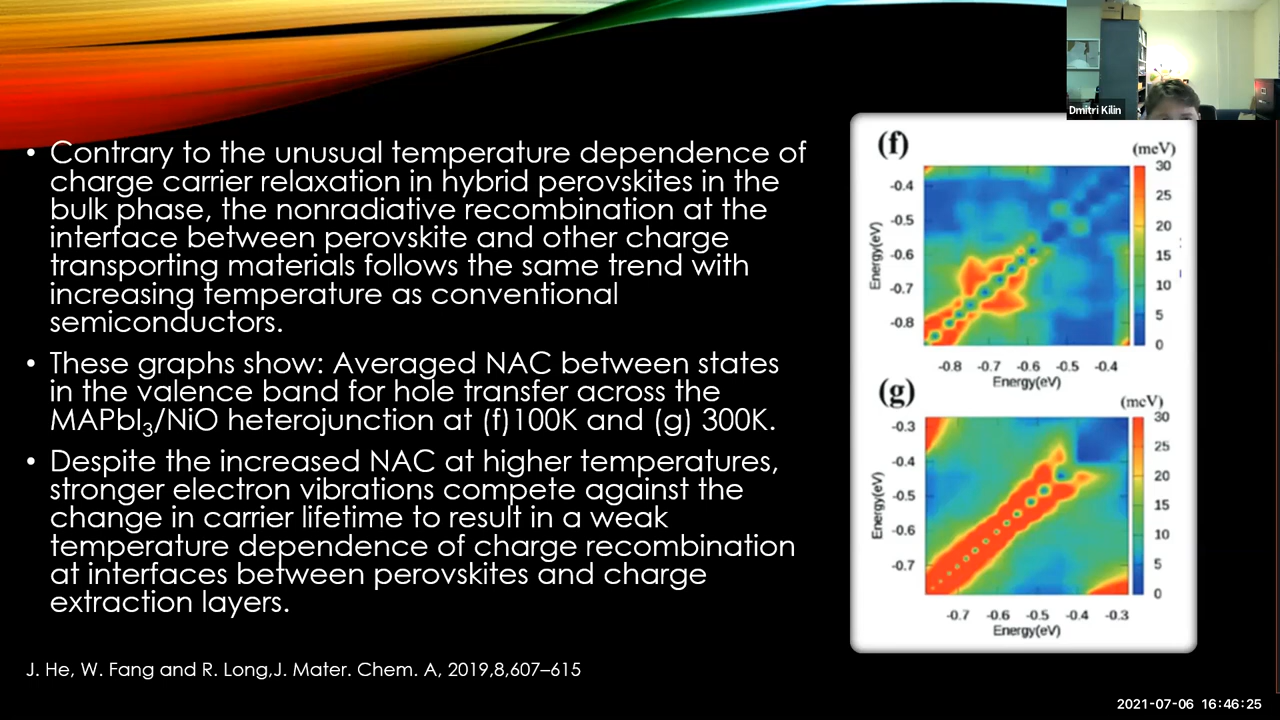 Dmitri Kilin
• Contrary to the unusual temperature dependence of
charge carrier relaxation in hybrid perovskites in the
bulk phase, the nonradiative recombination at the
interface between perovskite and other charge
transporting materials follows the same trend with
increasing temperature as conventional
semiconductors.
• These graphs show: Averaged NAC between states
in the valence band for hole transfer across the
MAPbI₃/NiO heterojunction at (f)100K and (g) 300K.
• Despite the increased NAC at higher temperatures,
stronger electron vibrations compete against the
change in carrier lifetime to result in a weak
temperature dependence of charge recombination
at interfaces between perovskites and charge
extraction layers.
J. He, W. Fang and R. Long,J. Mater. Chem. A, 2019,8,607–615
(f)
(meV)
30
25
20
15
10
5
0
Energy(eV)
-0.4
-0.5
-0.6
-0.7
-0.8
-0.8 -0.7 -0.6 -0.5 -0.4
Energy(eV)
(g)
(meV)
30
25
20
15
10
5
0
Energy(eV)
-0.3
-0.4
-0.5
-0.6
-0.7
-0.7 -0.6 -0.5 -0.4 -0.3
Energy(eV)
2021-07-06 16:46:25